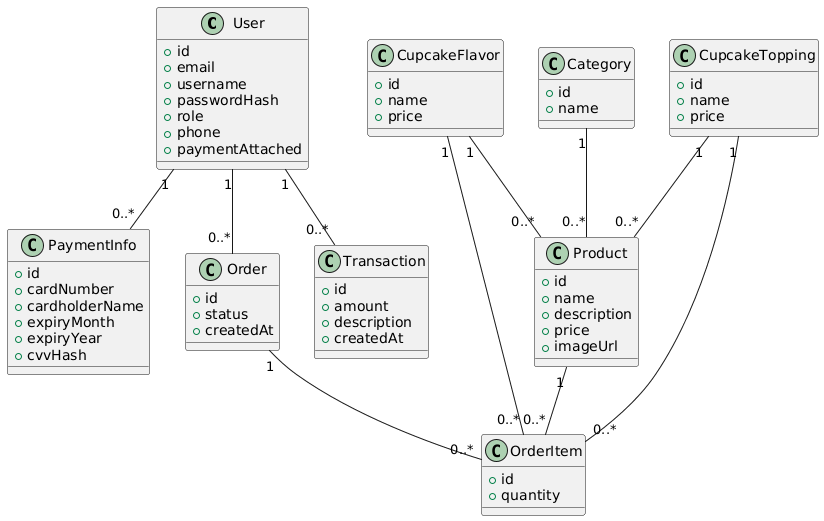 C User
id
email
username
passwordHash
role
phone
paymentAttached
C CupcakeFlavor
id
name
price
C Category
id
name
C CupcakeTopping
id
name
price
1
1
1
1
1
1
1
1
0..*
0..*
0..*
0..*
0..*
0..*
C PaymentInfo
id
cardNumber
cardholderName
expiryMonth
expiryYear
cvvHash
C Order
id
status
createdAt
C Transaction
id
amount
description
createdAt
C Product
id
name
description
price
imageUrl
1
1
0..*
0..*
0..*
0..*
C OrderItem
id
quantity